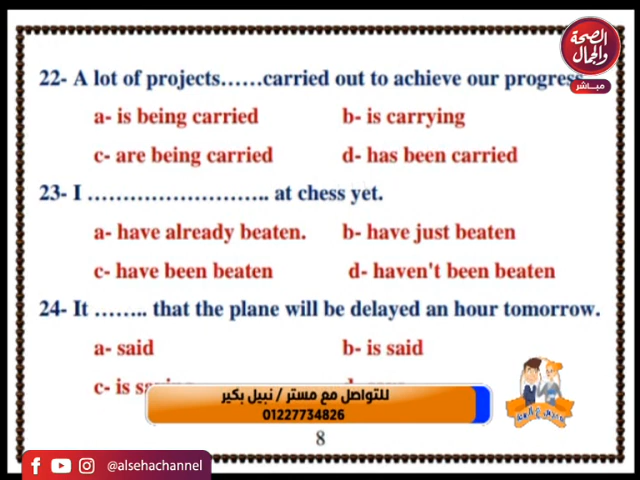 الصحة
والجمال
مباشر
22- A lot of projects……carried out to achieve our progress
a- is being carried b- is carrying
c- are being carried d- has been carried
23- I …………………….. at chess yet.
a- have already beaten. b- have just beaten
c- have been beaten d- haven't been beaten
24- It …….. that the plane will be delayed an hour tomorrow.
a- said b- is said
c- is
للتواصل مع مستر / نبيل بكير
01227734826
8
@alsehachannel